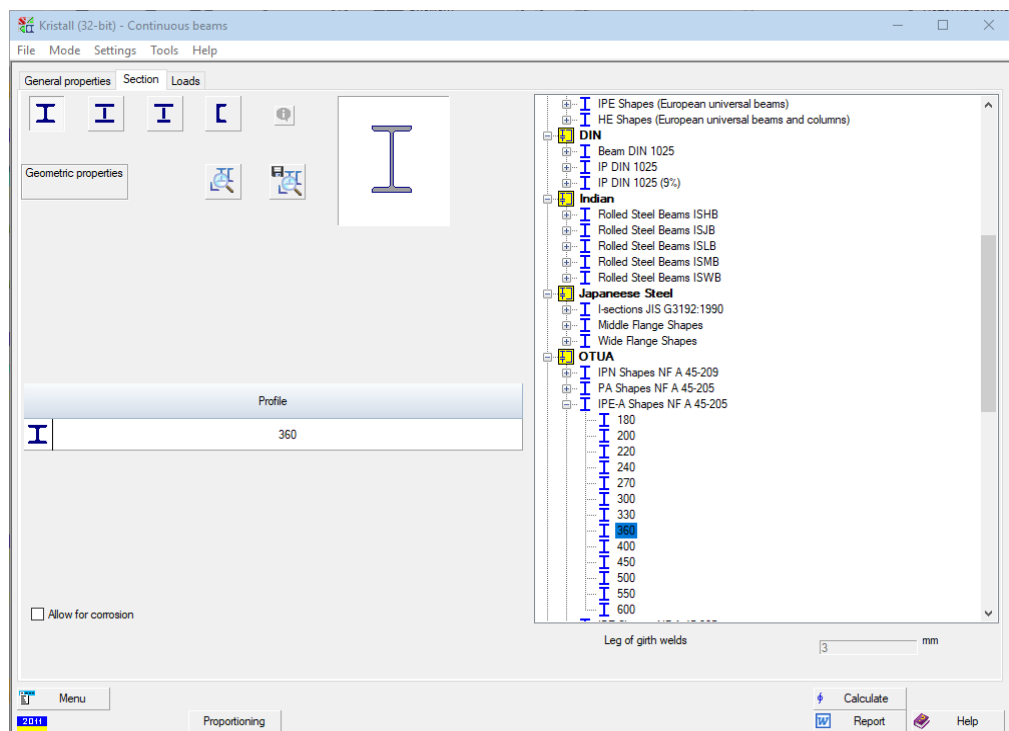 Kristall (32-bit) - Continuous beams
File Mode Settings Tools Help
General properties Section Loads
Geometric properties
Profile
360
Allow for corrosion
IPE Shapes (European universal beams)
HE Shapes (European universal beams and columns)
DIN
Beam DIN 1025
IP DIN 1025
IP DIN 1025 (9%)
Indian
Rolled Steel Beams ISHB
Rolled Steel Beams ISJB
Rolled Steel Beams ISLB
Rolled Steel Beams ISMB
Rolled Steel Beams ISWB
Japaneese Steel
I-sections JIS G3192:1990
Middle Flange Shapes
Wide Flange Shapes
OTUA
IPN Shapes NF A 45-209
PA Shapes NF A 45-205
IPE-A Shapes NF A 45-205
180
200
220
240
270
300
330
360
400
450
500
550
600
Leg of girth welds 3 mm
Menu Calculate
2011 Proportioning Report Help